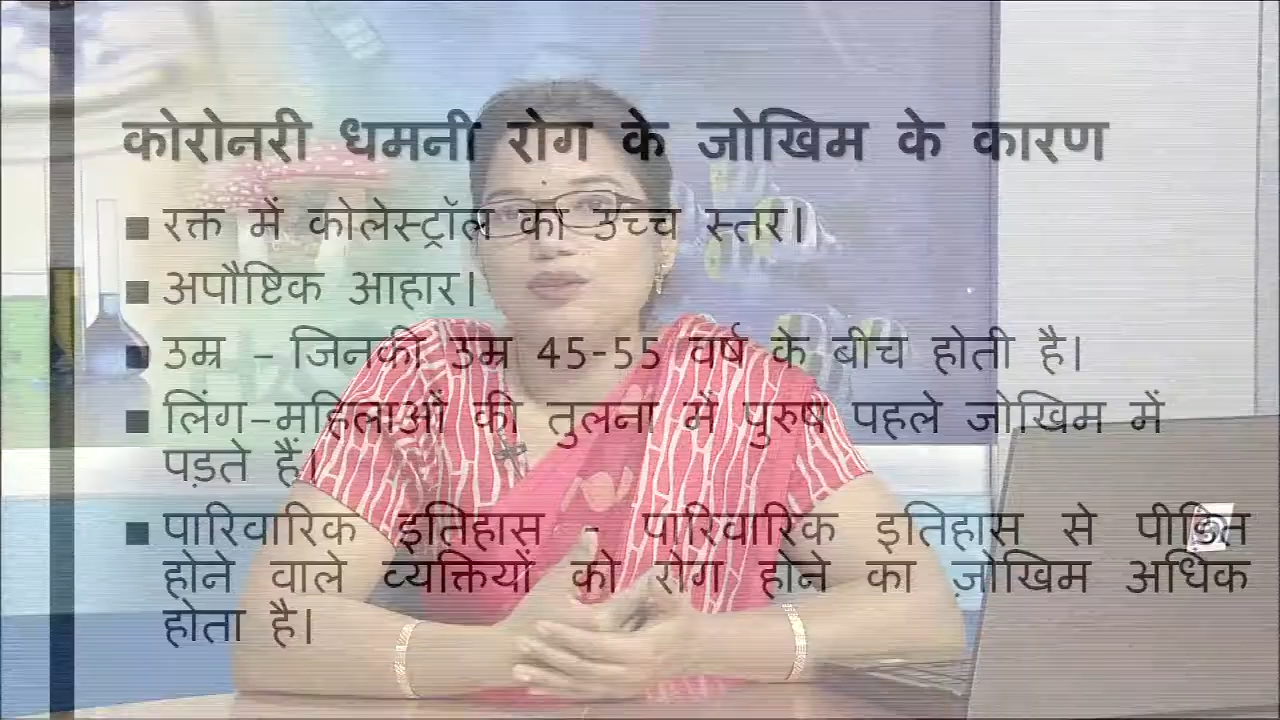 कोरोनरी धमनी रोग के जोखिम के कारण
रक्त में कोलेस्ट्रॉल का उच्च स्तर।
अपौष्टिक आहार।
उम्र - जिनकी उम्र 45-55 वर्ष के बीच होती है।
लिंग-महिलाओं की तुलना में पुरुष पहले जोखिम में
पड़ते हैं।
पारिवारिक इतिहास - पारिवारिक इतिहास से पीड़ित
होने वाले व्यक्तियों को रोग होने का ज़ोखिम अधिक
होता है।